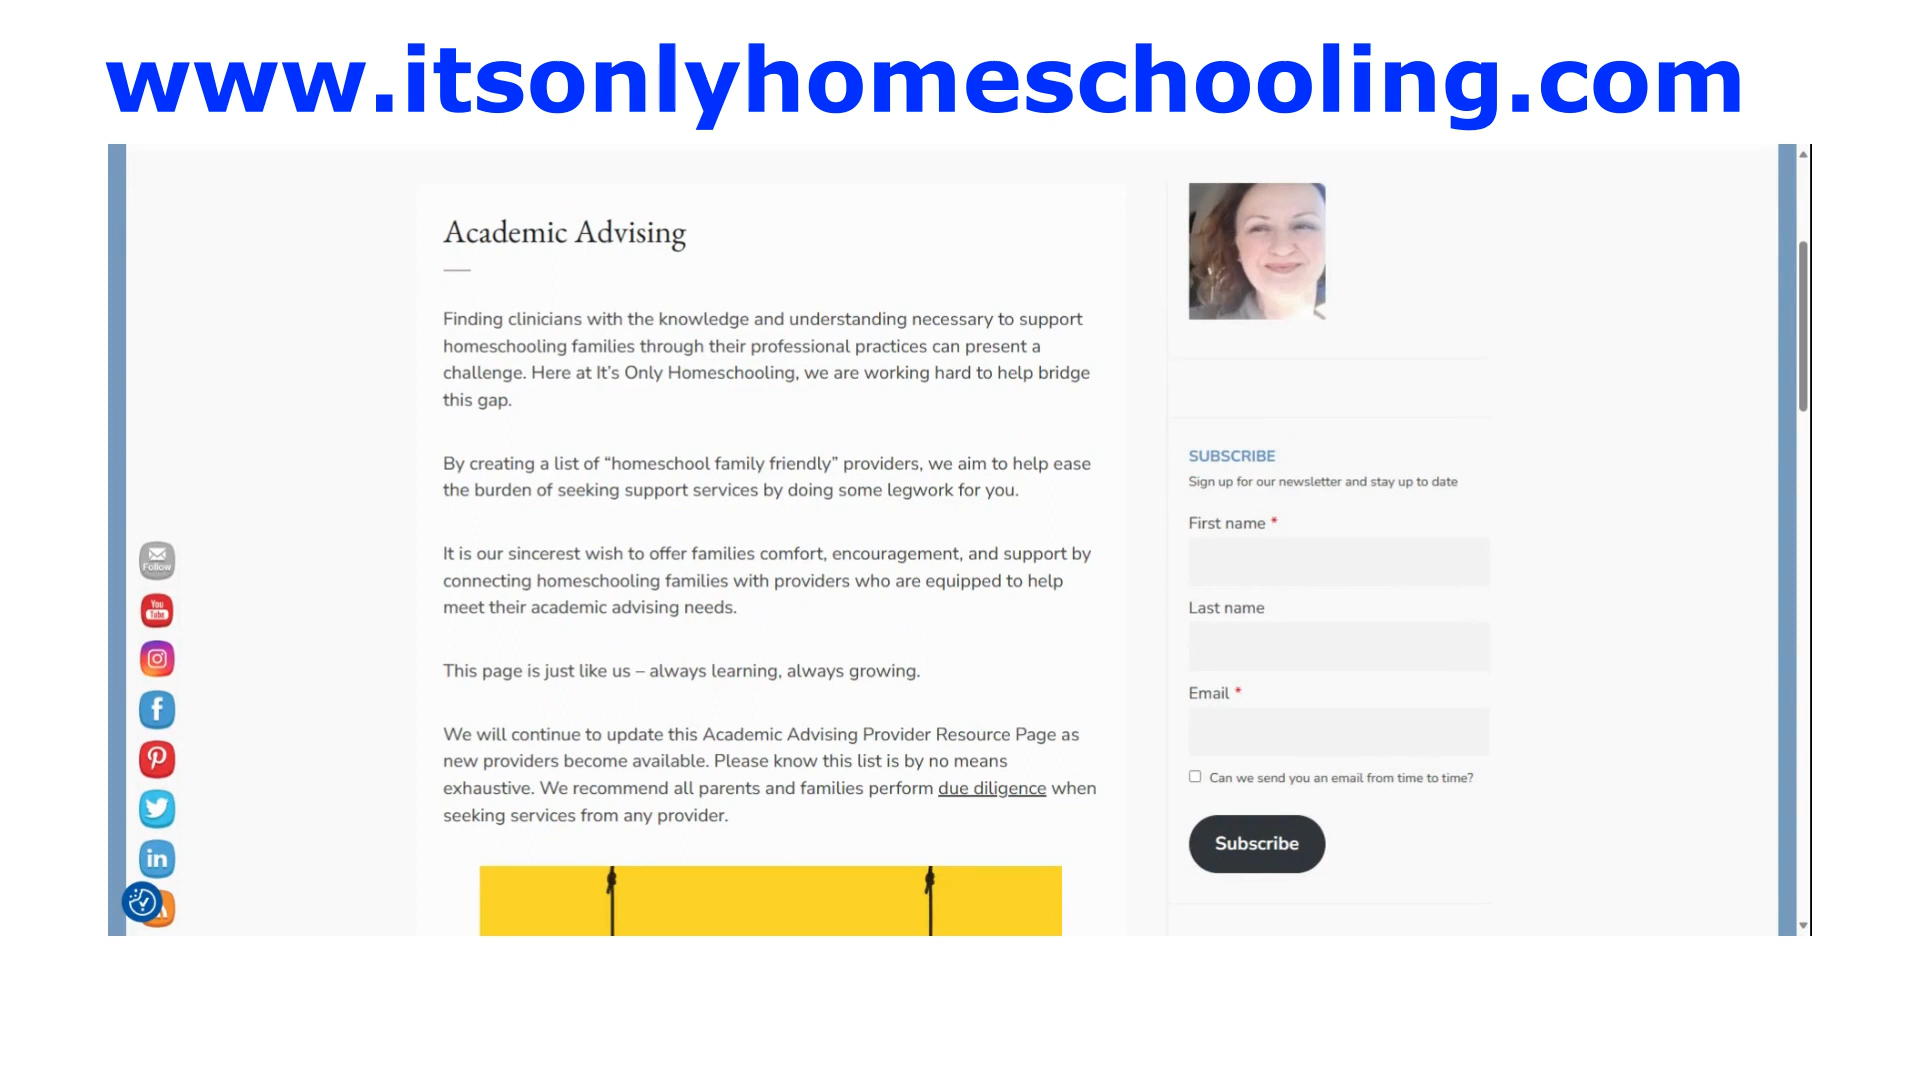 www.itsonlyhomeschooling.com
Academic Advising
Finding clinicians with the knowledge and understanding necessary to support
homeschooling families through their professional practices can present a
challenge. Here at It’s Only Homeschooling, we are working hard to help bridge
this gap.
By creating a list of “homeschool family friendly” providers, we aim to help ease
the burden of seeking support services by doing some legwork for you.
It is our sincerest wish to offer families comfort, encouragement, and support by
connecting homeschooling families with providers who are equipped to help
meet their academic advising needs.
This page is just like us – always learning, always growing.
We will continue to update this Academic Advising Provider Resource Page as
new providers become available. Please know this list is by no means
exhaustive. We recommend all parents and families perform due diligence when
seeking services from any provider.
SUBSCRIBE
Sign up for our newsletter and stay up to date
First name *
Last name
Email *
Can we send you an email from time to time?
Subscribe
Follow
You
Tube
in